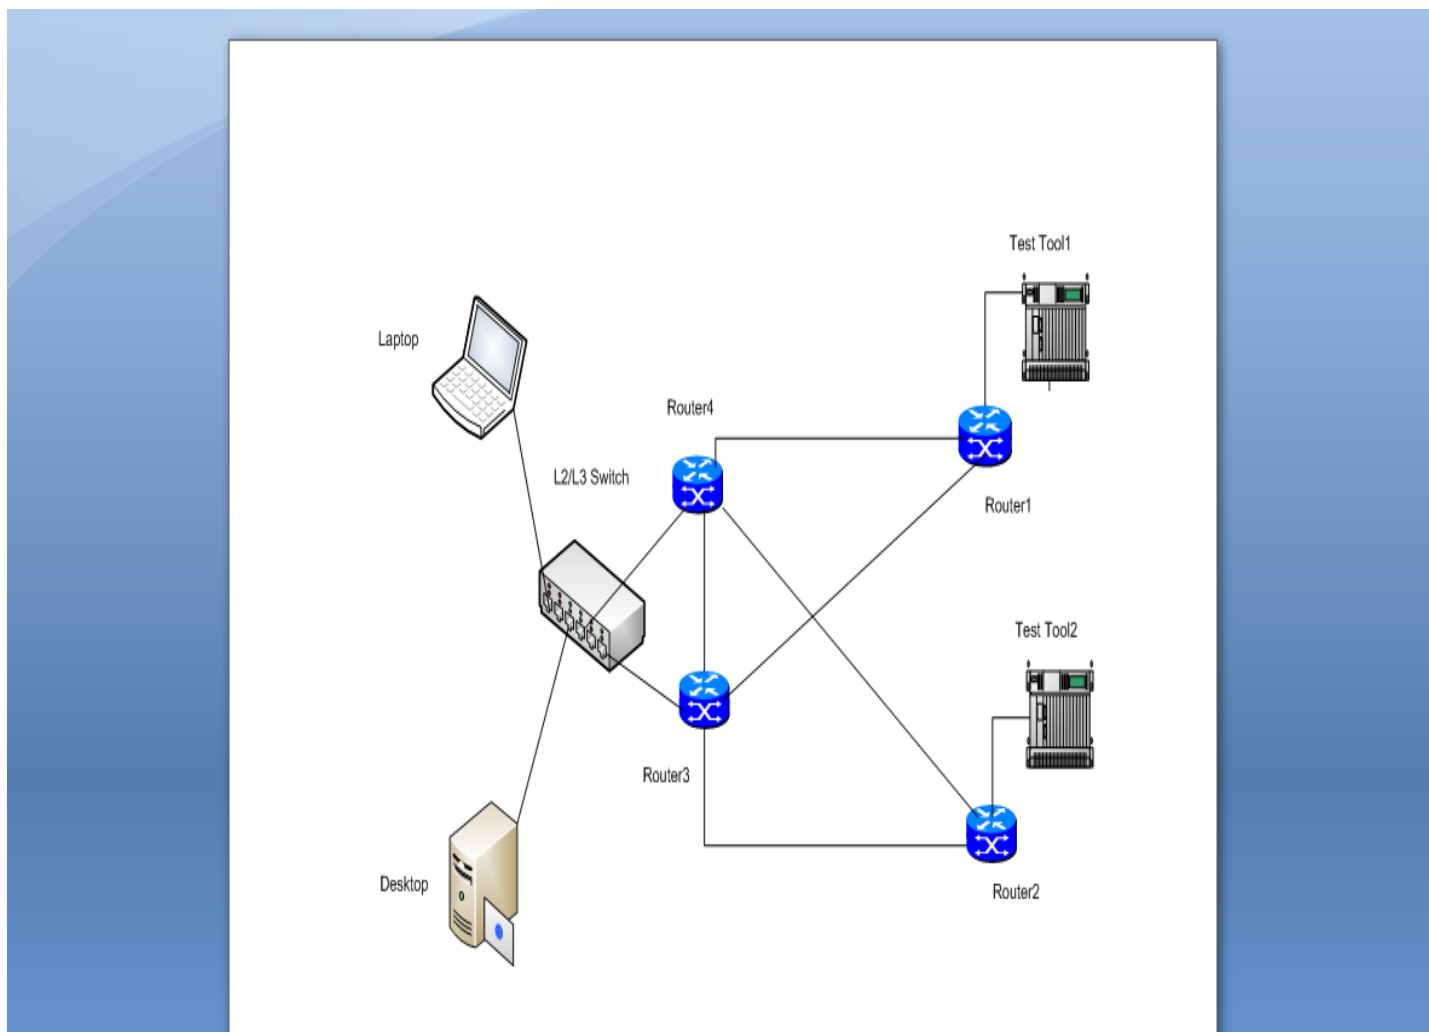 Test Tool1
Laptop
Router4
L2/L3 Switch
Router1
Test Tool2
Router3
Desktop
Router2